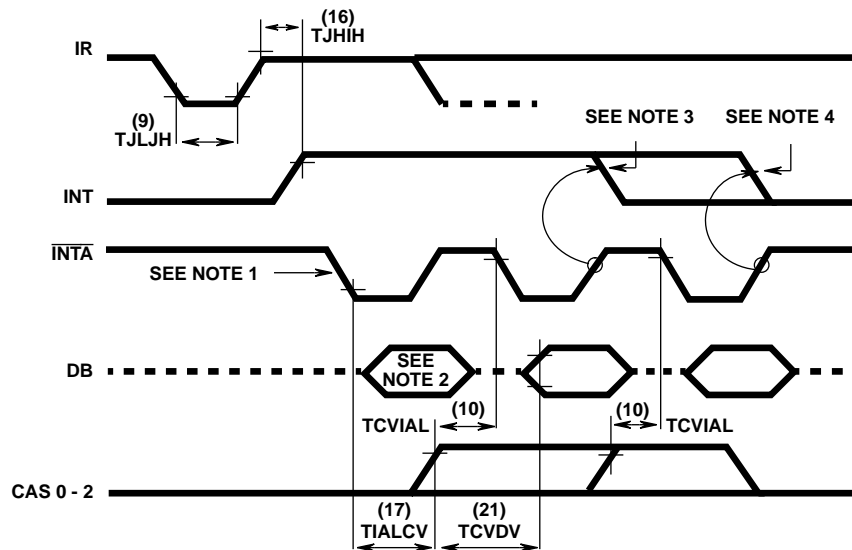 (16)
TJHIH
IR
(9)
TJLJH
SEE NOTE 3
SEE NOTE 4
INT
INTA
SEE NOTE 1
DB
SEE
NOTE 2
TCVIAL
(10)
(10)
TCVIAL
CAS 0 - 2
(17)
TIALCV
(21)
TCVDV